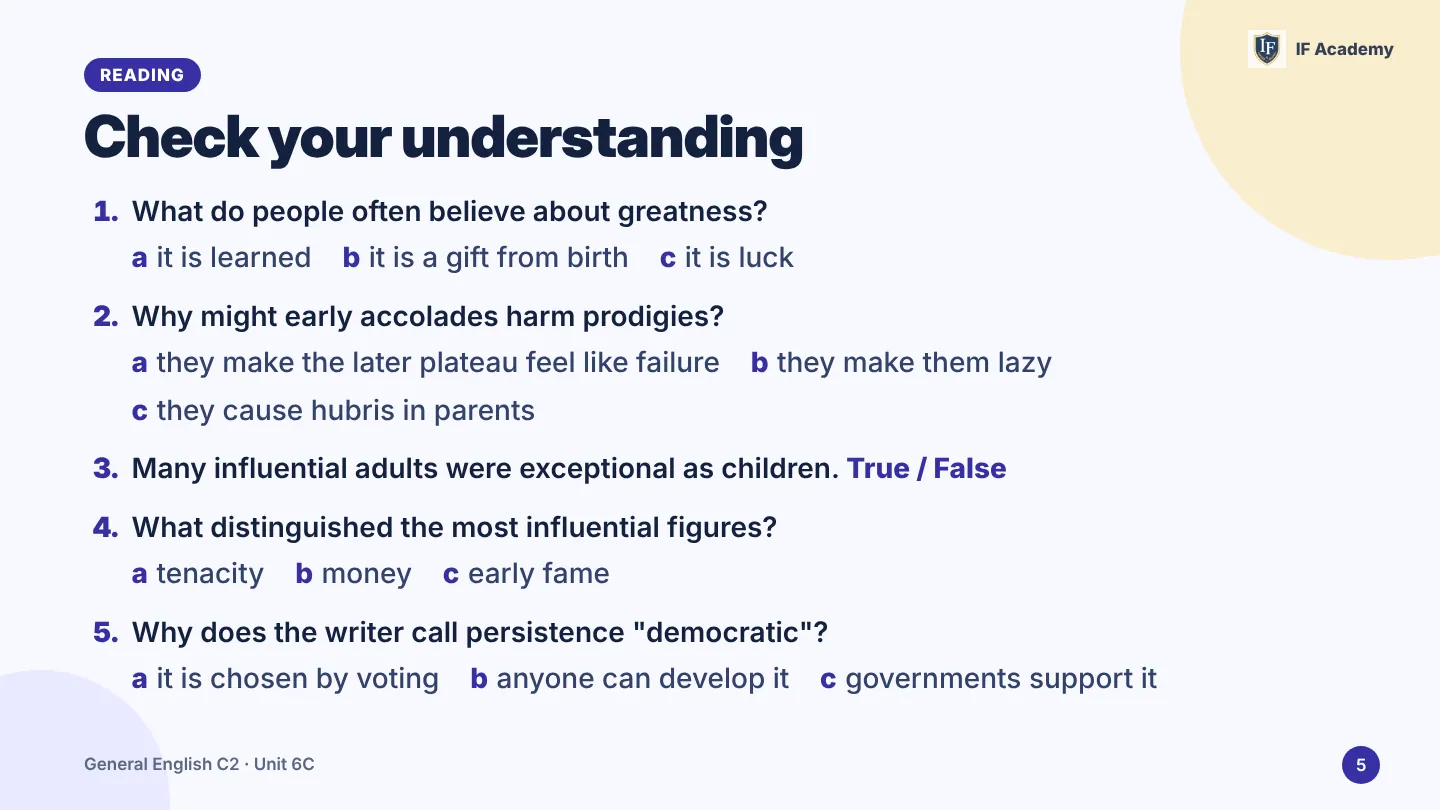 IF
IF Academy
READING
Check your understanding
1. What do people often believe about greatness?
a it is learned b it is a gift from birth c it is luck
2. Why might early accolades harm prodigies?
a they make the later plateau feel like failure b they make them lazy
c they cause hubris in parents
3. Many influential adults were exceptional as children. True / False
4. What distinguished the most influential figures?
a tenacity b money c early fame
5. Why does the writer call persistence "democratic"?
a it is chosen by voting b anyone can develop it c governments support it
General English C2 · Unit 6C
5